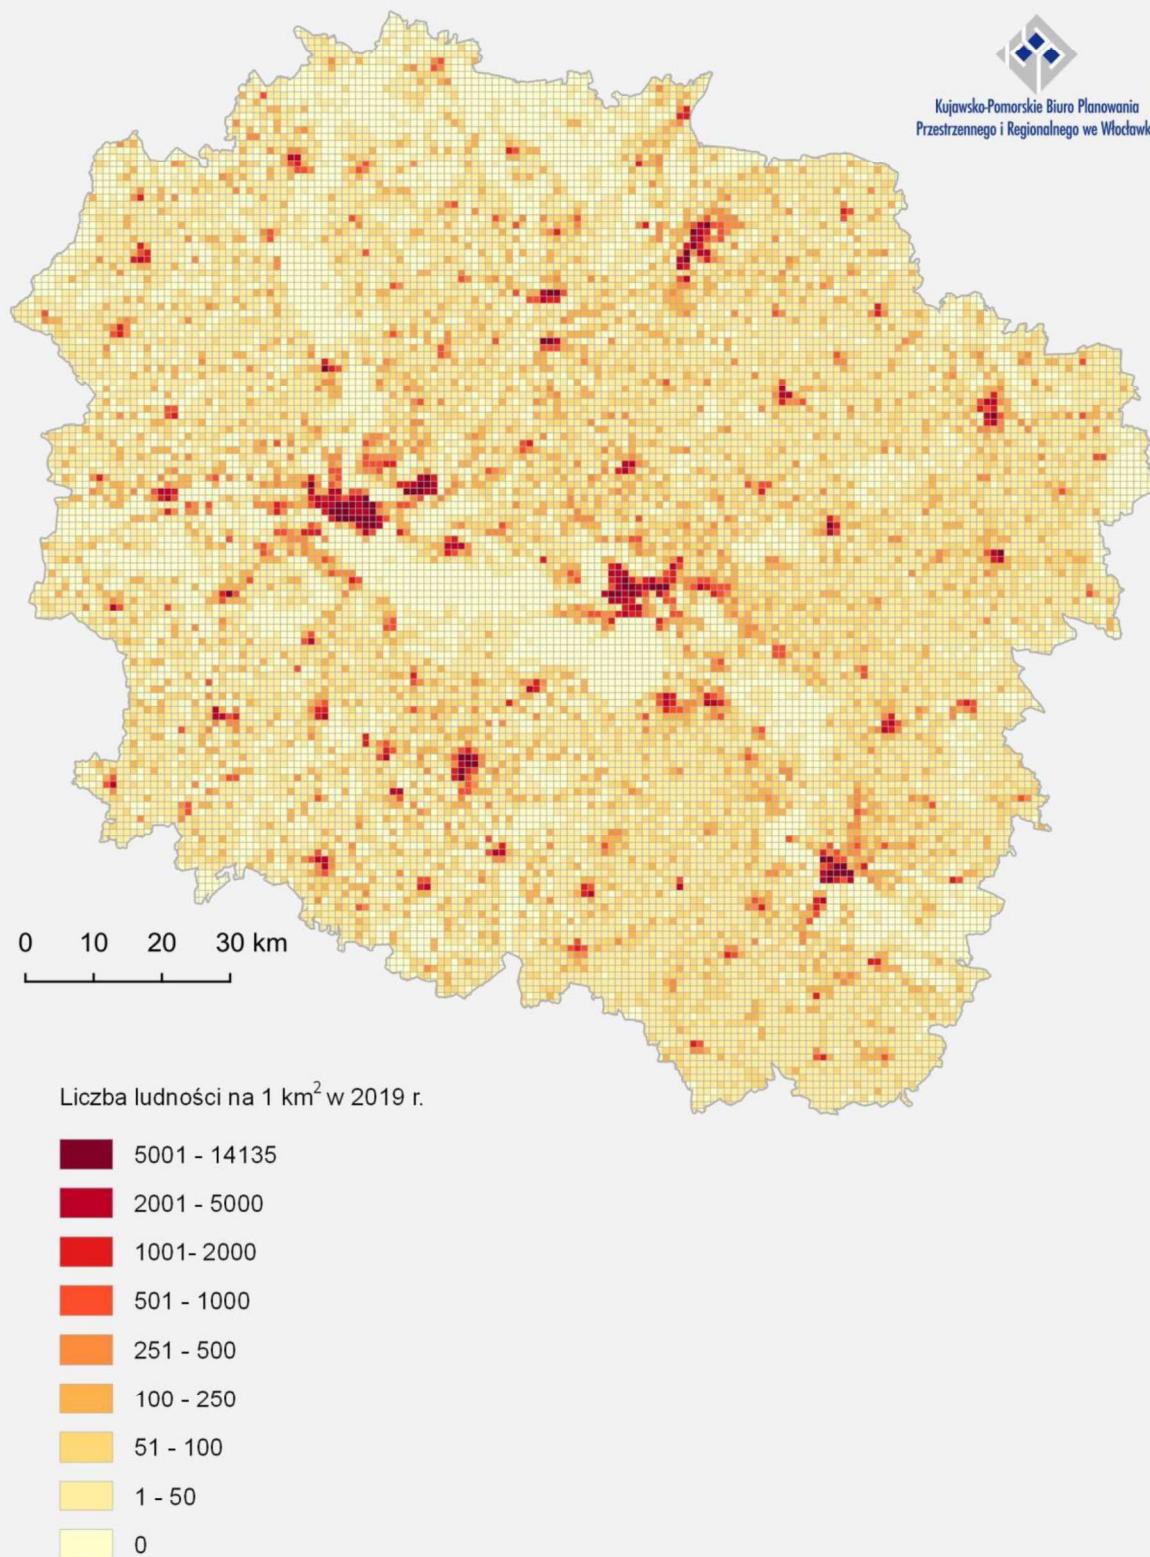 Kujawsko-Pomorskie Biuro Planowania
Przestrzennego i Regionalnego we Włocławk
0 10 20 30 km
Liczba ludności na 1 km² w 2019 r.
5001 - 14135
2001 - 5000
1001- 2000
501 - 1000
251 - 500
100 - 250
51 - 100
1 - 50
0